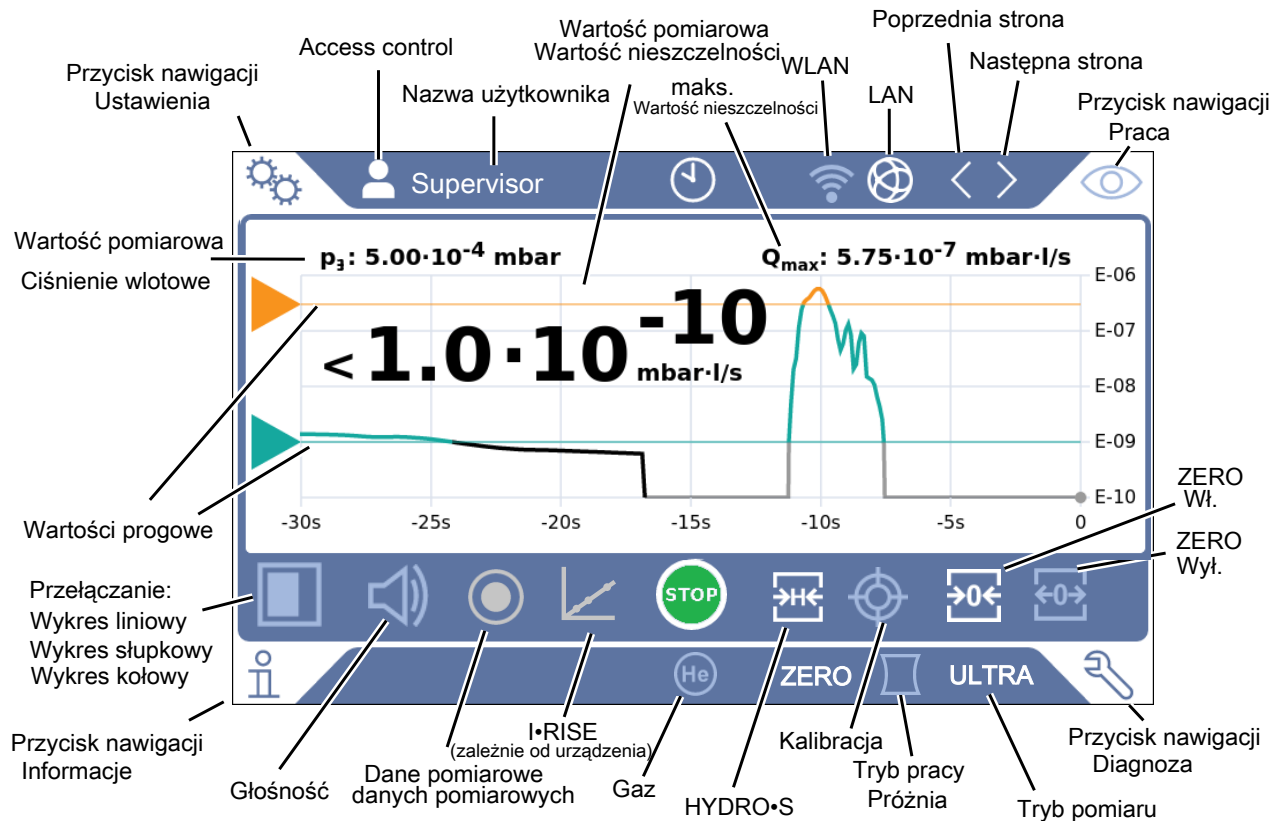 Wartość pomiarowa
Wartość nieszczelności
Poprzednia strona
Access control
Następna strona
WLAN
Przycisk nawigacji
Ustawienia
maks.
Wartość nieszczelności
Nazwa użytkownika
LAN
Przycisk nawigacji
Praca
Supervisor
Wartość pomiarowa
Ciśnienie wlotowe
p₃: 5.00·10⁻⁴ mbar
Qmax: 5.75·10⁻⁷ mbar·l/s
E-06
<1.0·10⁻¹⁰
mbar·l/s
E-07
E-08
E-09
E-10
-30s
-25s
-20s
-15s
-10s
-5s
0
Wartości progowe
ZERO
Wł.
ZERO
Wył.
Przełączanie:
Wykres liniowy
Wykres słupkowy
Wykres kołowy
STOP
→H←
→0←
←0→
He
ZERO
ULTRA
Przycisk nawigacji
Informacje
Głośność
Dane pomiarowe
danych pomiarowych
I•RISE
(zależnie od urządzenia)
Gaz
HYDRO•S
Kalibracja
Tryb pracy
Próżnia
Tryb pomiaru
Przycisk nawigacji
Diagnoza